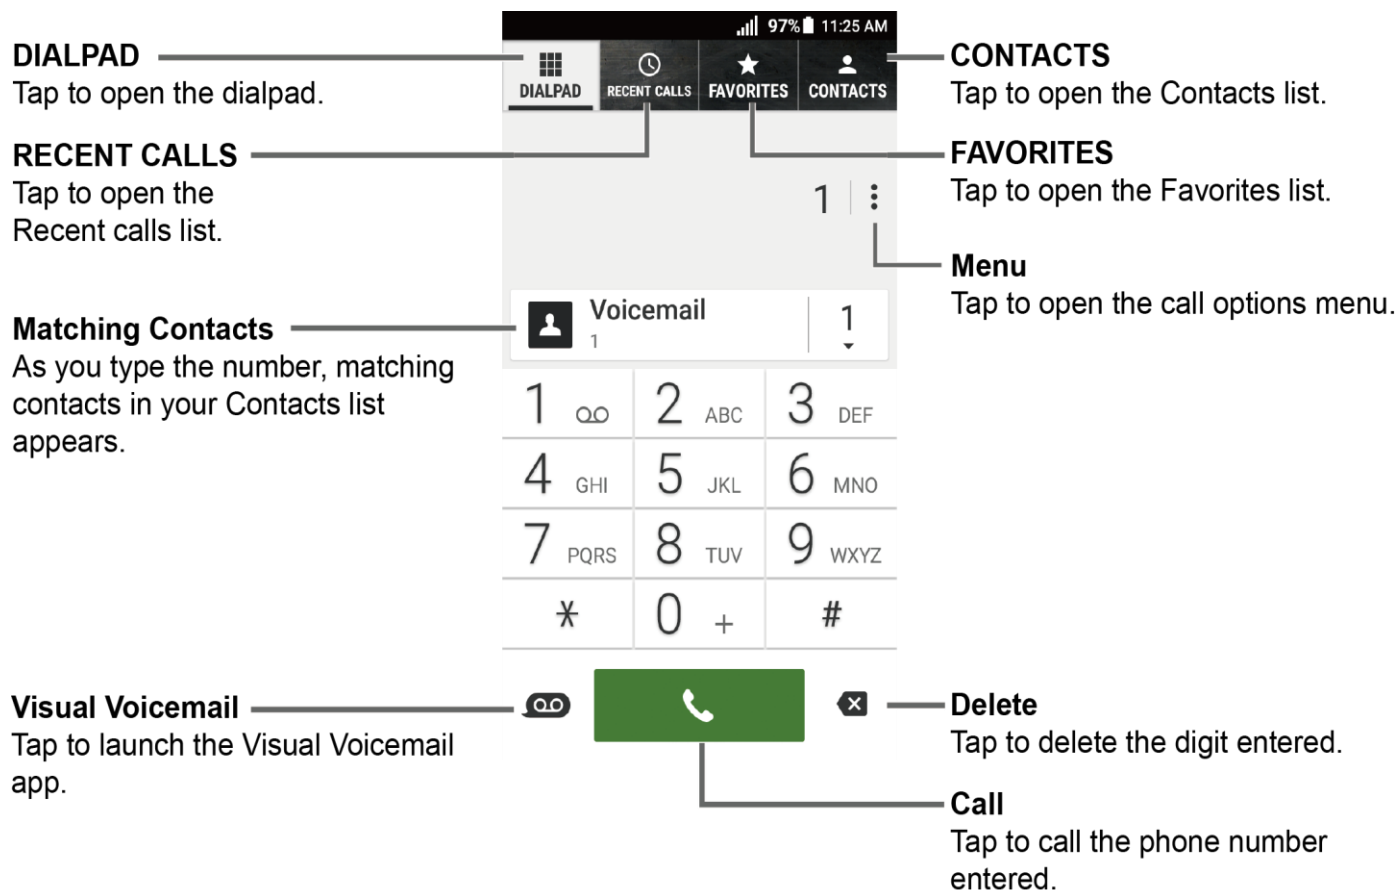 97% 11:25 AM
DIALPAD
Tap to open the dialpad.
RECENT CALLS
Tap to open the
Recent calls list.
Matching Contacts
As you type the number, matching
contacts in your Contacts list
appears.
Visual Voicemail
Tap to launch the Visual Voicemail
app.
DIALPAD RECENT CALLS FAVORITES CONTACTS
1
Voicemail
1
1
1 2 ABC 3 DEF
4 GHI 5 JKL 6 MNO
7 PQRS 8 TUV 9 WXYZ
* 0 + #
CONTACTS
Tap to open the Contacts list.
FAVORITES
Tap to open the Favorites list.
Menu
Tap to open the call options menu.
Delete
Tap to delete the digit entered.
Call
Tap to call the phone number
entered.